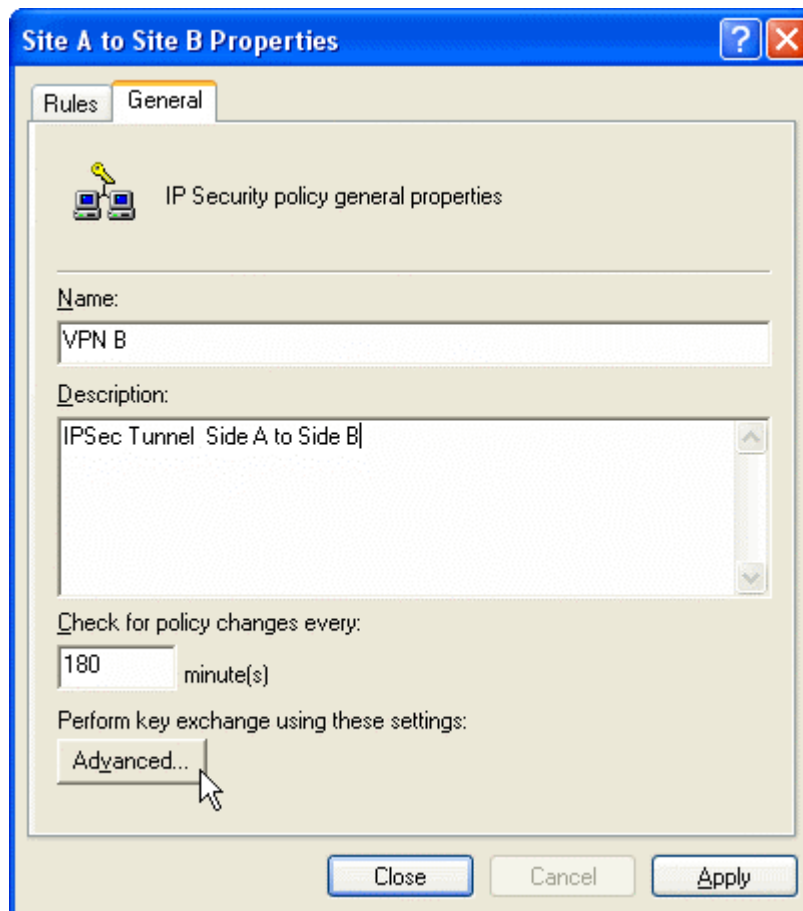 Site A to Site B Properties
Rules General
IP Security policy general properties
Name:
VPN B
Description:
IPSec Tunnel  Side A to Side B
Check for policy changes every:
180 minute(s)
Perform key exchange using these settings:
Advanced...
Close Cancel Apply